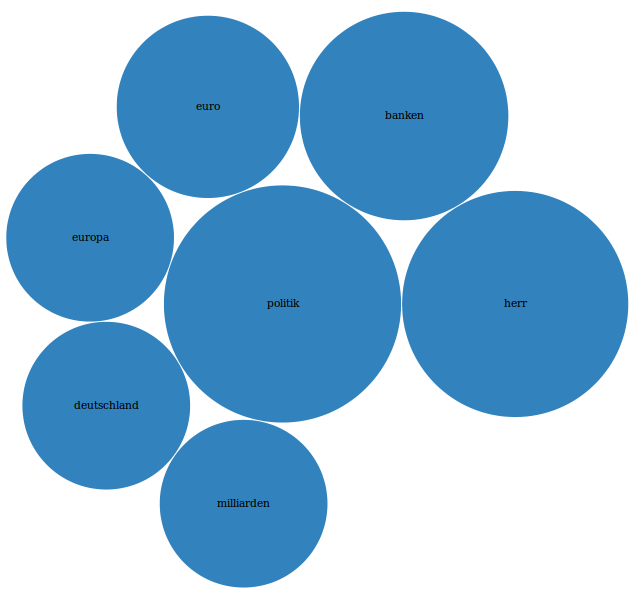 euro
banken
europa
politik
herr
deutschland
milliarden